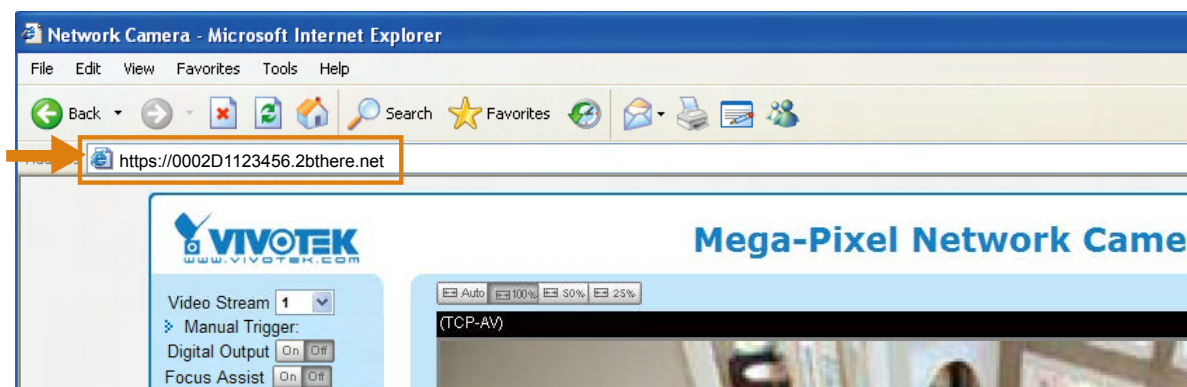 Network Camera - Microsoft Internet Explorer
File Edit View Favorites Tools Help
Back Search Favorites
https://0002D1123456.2bthere.net
VIVOTEK
www.vivotek.com
Mega-Pixel Network Came
Auto 100% 50% 25%
Video Stream 1
(TCP-AV)
Manual Trigger:
Digital Output On Off
Focus Assist On Off